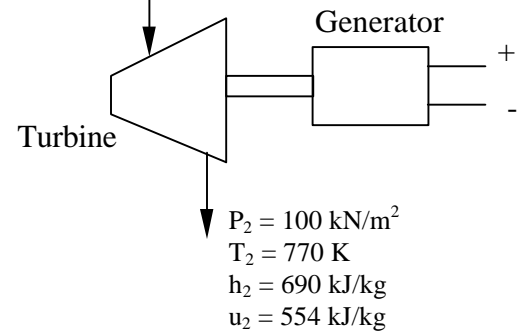 Generator
+
-
Turbine
P₂ = 100 kN/m²
T₂ = 770 K
h₂ = 690 kJ/kg
u₂ = 554 kJ/kg